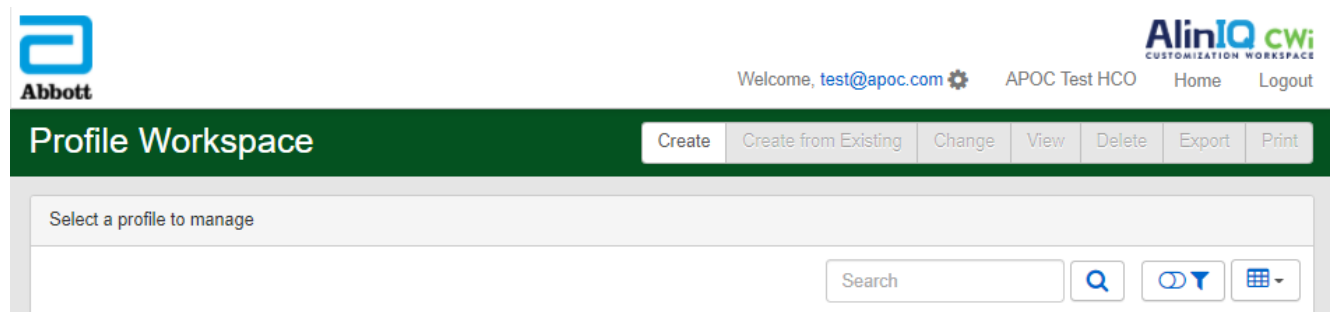 Abbott
AlinIQ CWi
CUSTOMIZATION WORKSPACE
Welcome, test@apoc.com APOC Test HCO Home Logout
Profile Workspace
Create Create from Existing Change View Delete Export Print
Select a profile to manage
Search